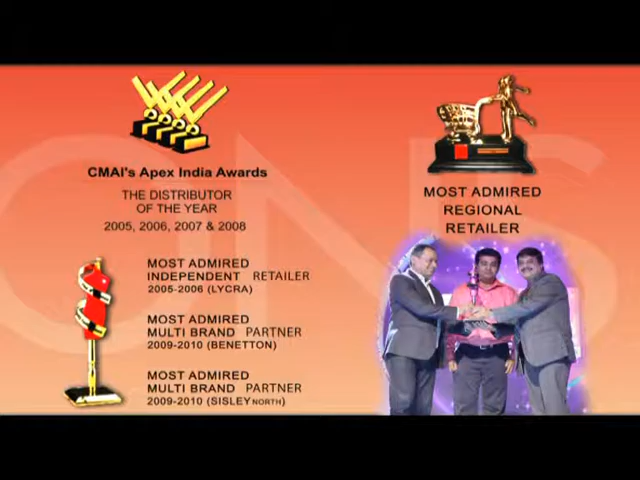 CMAI's Apex India Awards
THE DISTRIBUTOR
OF THE YEAR
2005, 2006, 2007 & 2008
MOST ADMIRED
INDEPENDENT RETAILER
2005-2006 (LYCRA)
MOST ADMIRED
MULTI BRAND PARTNER
2009-2010 (BENETTON)
MOST ADMIRED
MULTI BRAND PARTNER
2009-2010 (SISLEY NORTH)
MOST ADMIRED
REGIONAL
RETAILER